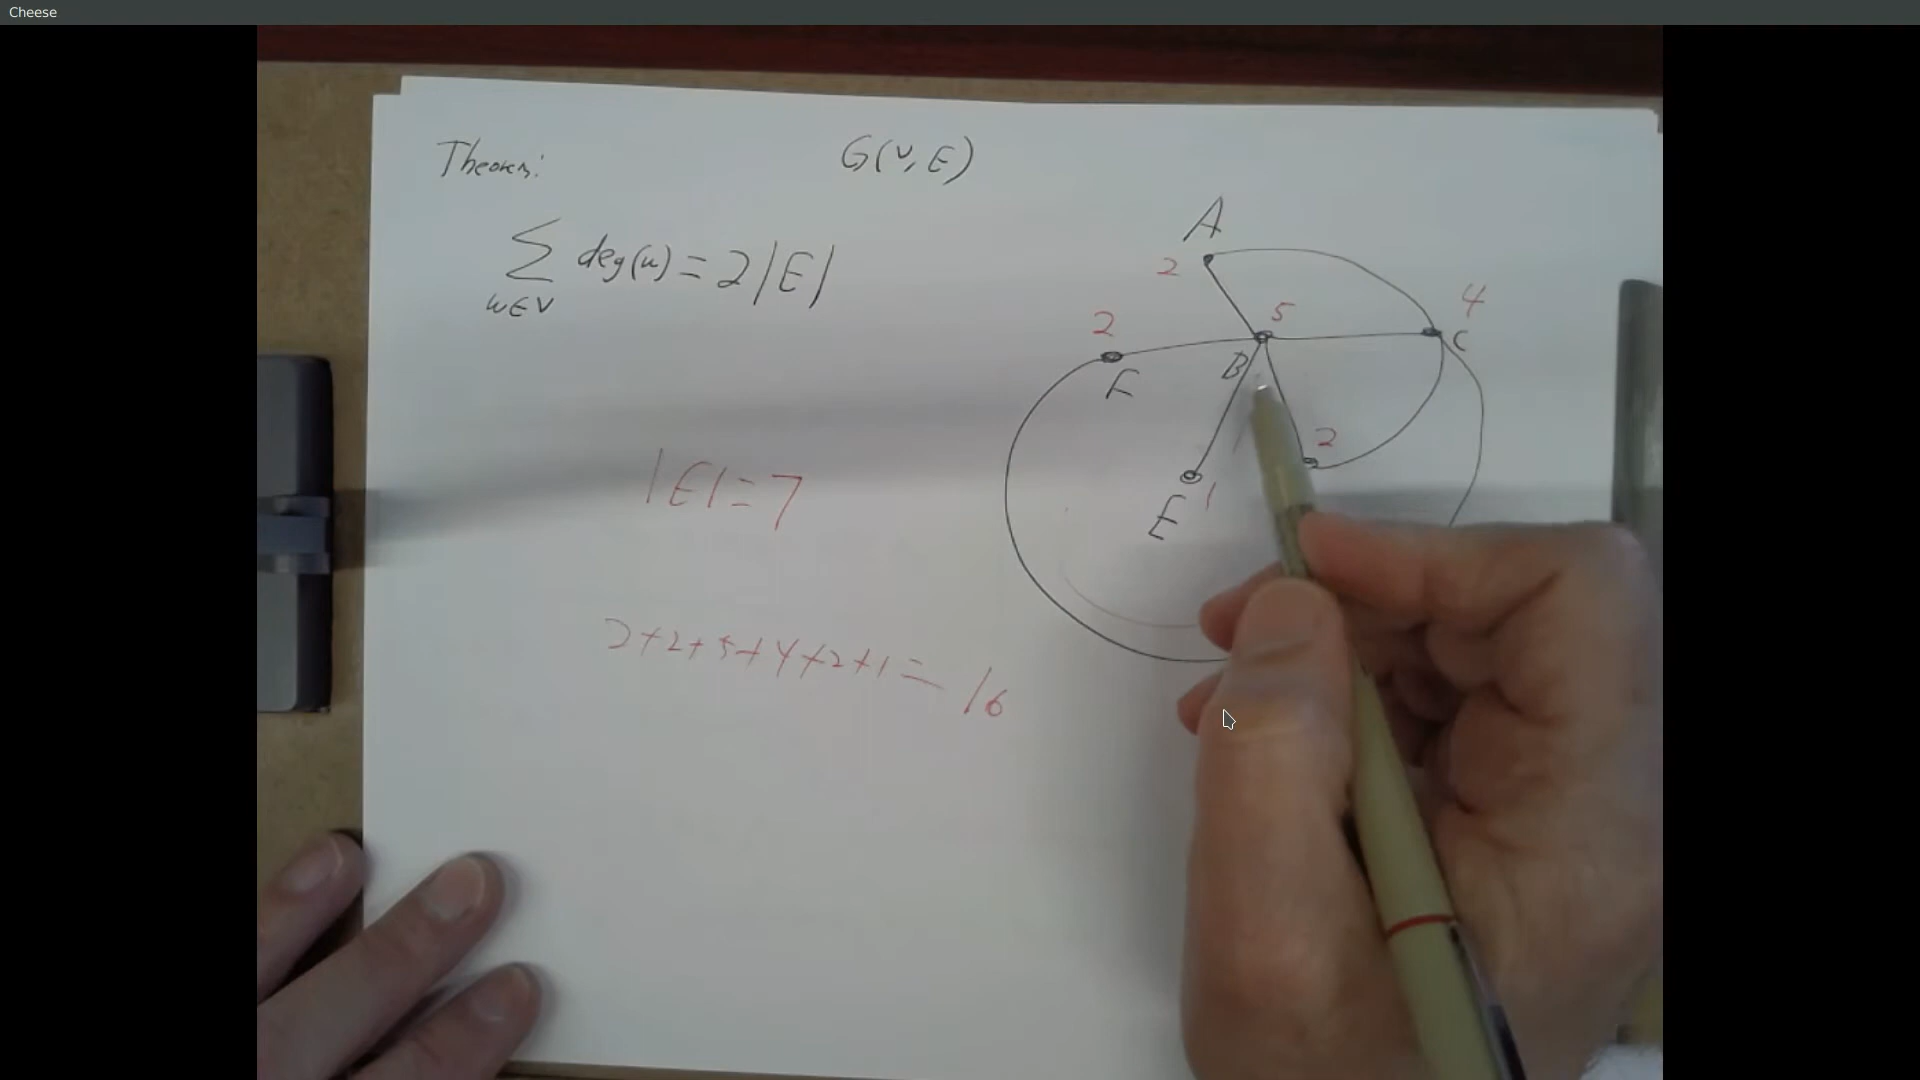 Cheese
Theorem:
G(V, E)
∑ deg(u) = 2|E|
u∈V
A
2
5
4
2
C
B
F
2
E
1
|E| = 7
2+2+5+4+2+1 = 16